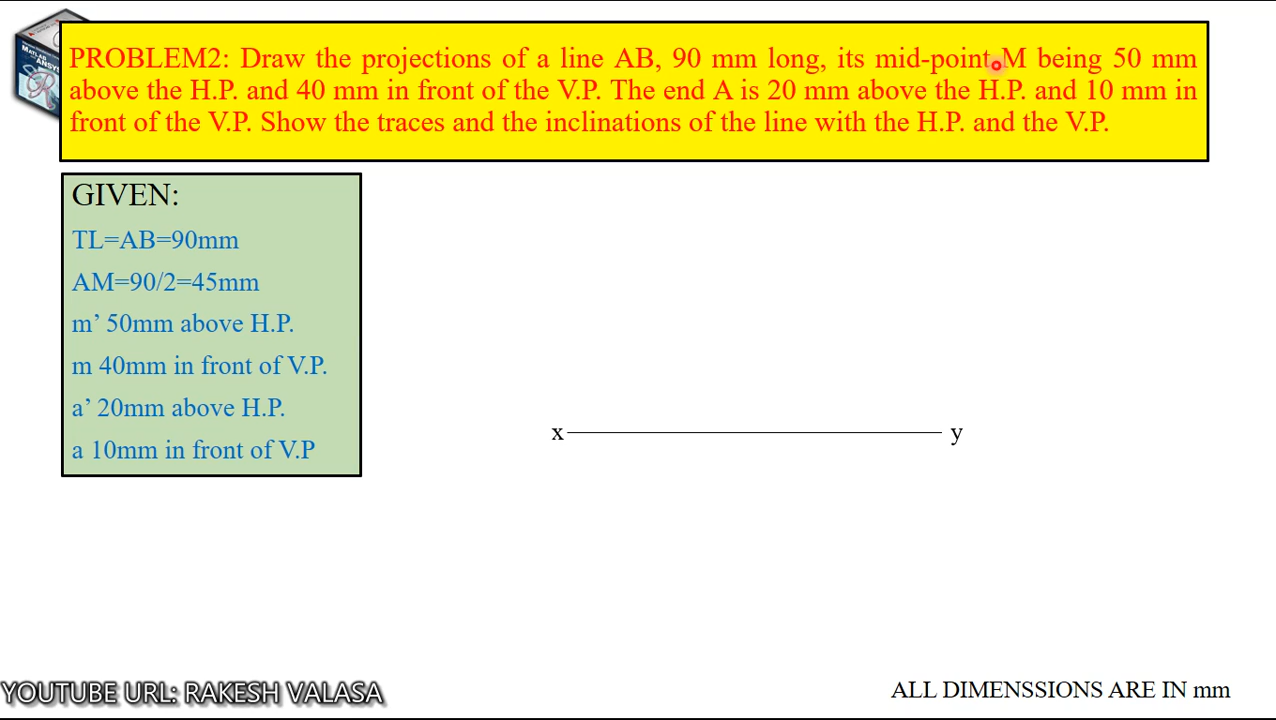 PROBLEM2: Draw the projections of a line AB, 90 mm long, its mid-point M being 50 mm
above the H.P. and 40 mm in front of the V.P. The end A is 20 mm above the H.P. and 10 mm in
front of the V.P. Show the traces and the inclinations of the line with the H.P. and the V.P.
GIVEN:
TL=AB=90mm
AM=90/2=45mm
m’ 50mm above H.P.
m 40mm in front of V.P.
a’ 20mm above H.P.
a 10mm in front of V.P
x y
YOUTUBE URL: RAKESH VALASA
ALL DIMENSSIONS ARE IN mm